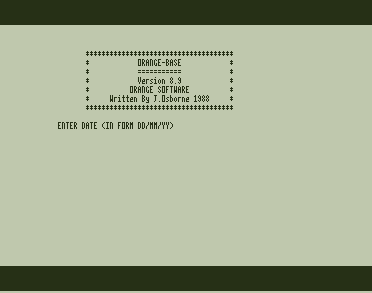 *************************************
* ORANGE-BASE *
* =========== *
* Version 8.9 *
* ORANGE SOFTWARE *
* Written By J.Osborne 1988 *
*************************************
ENTER DATE (IN FORM DD/MM/YY)